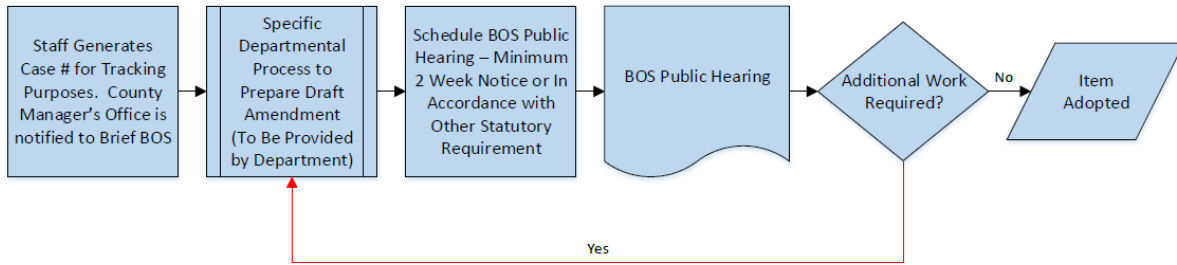 Staff Generates
Case # for Tracking
Purposes. County
Manager's Office is
notified to Brief BOS
Specific
Departmental
Process to
Prepare Draft
Amendment
(To Be Provided
by Department)
Schedule BOS Public
Hearing – Minimum
2 Week Notice or In
Accordance with
Other Statutory
Requirement
BOS Public Hearing
Additional Work
Required?
No
Item
Adopted
Yes